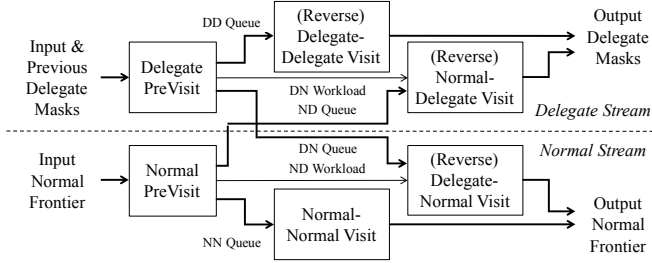 Input &
Previous
Delegate
Masks
Delegate
PreVisit
DD Queue
(Reverse)
Delegate-
Delegate Visit
DN Workload
ND Queue
(Reverse)
Normal-
Delegate Visit
Output
Delegate
Masks
Delegate Stream
Normal Stream
Input
Normal
Frontier
Normal
PreVisit
DN Queue
ND Workload
NN Queue
Normal-
Normal Visit
(Reverse)
Delegate-
Normal Visit
Output
Normal
Frontier